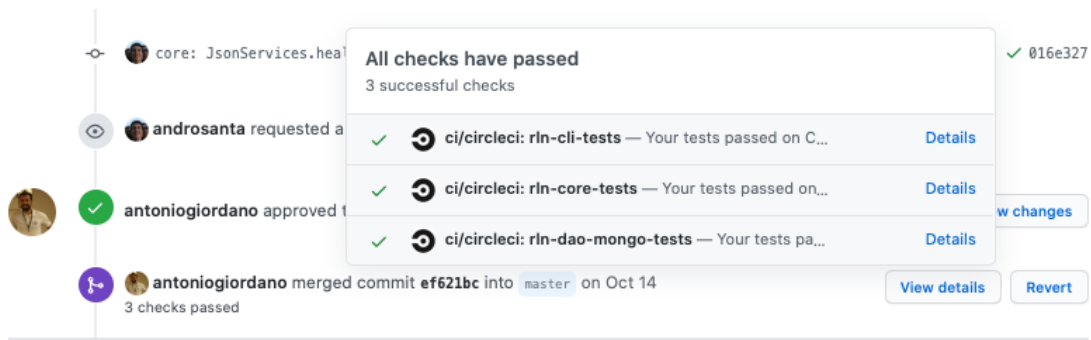 core: JsonServices.heal
All checks have passed
3 successful checks
016e327
ci/circleci: rln-cli-tests — Your tests passed on C... Details
androsanta requested a
ci/circleci: rln-core-tests — Your tests passed on... Details
antoniogiordano approved t
w changes
ci/circleci: rln-dao-mongo-tests — Your tests pa... Details
antoniogiordano merged commit ef621bc into master on Oct 14
View details Revert
3 checks passed